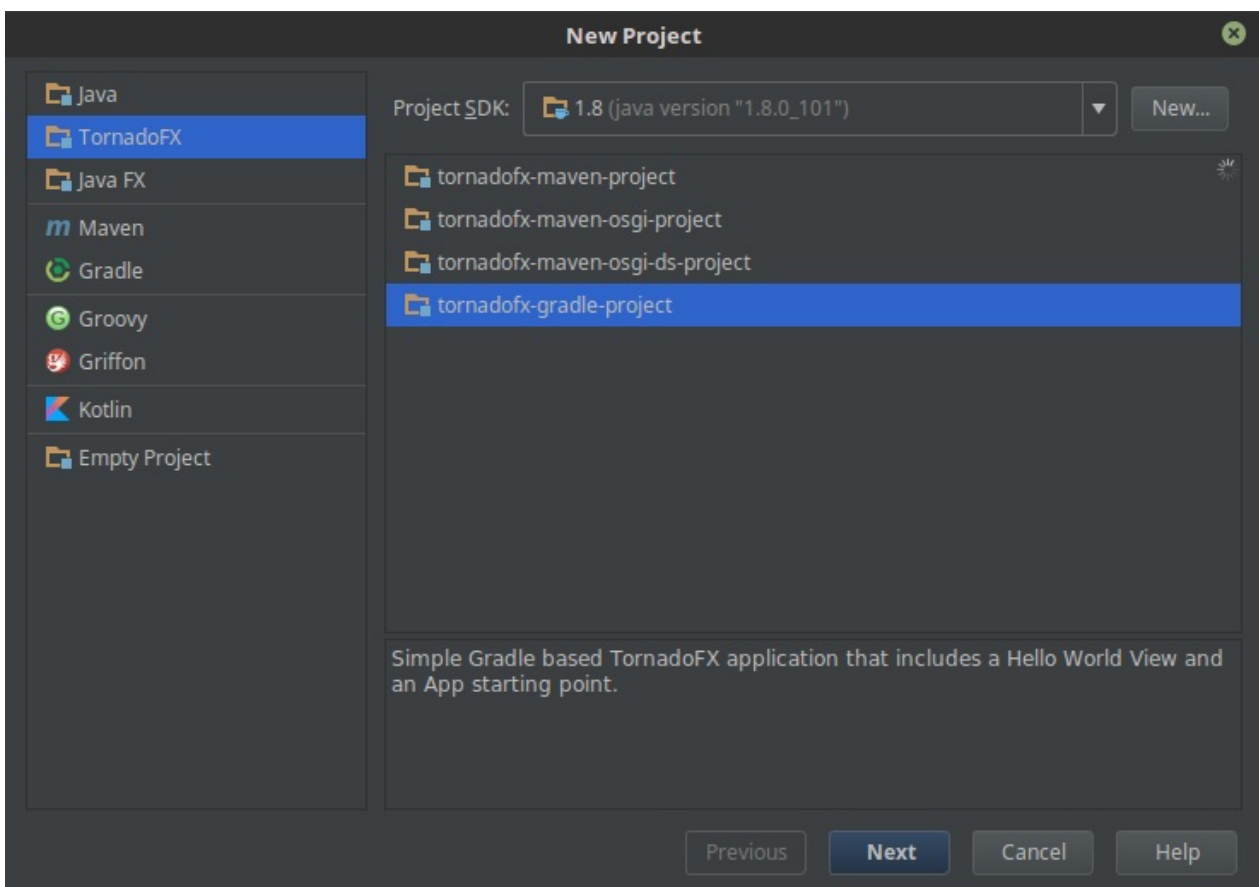 New Project
Java
TornadoFX
Java FX
Maven
Gradle
Groovy
Griffon
Kotlin
Empty Project
Project SDK:
1.8 (java version "1.8.0_101")
New...
tornadofx-maven-project
tornadofx-maven-osgi-project
tornadofx-maven-osgi-ds-project
tornadofx-gradle-project
Simple Gradle based TornadoFX application that includes a Hello World View and
an App starting point.
Previous
Next
Cancel
Help